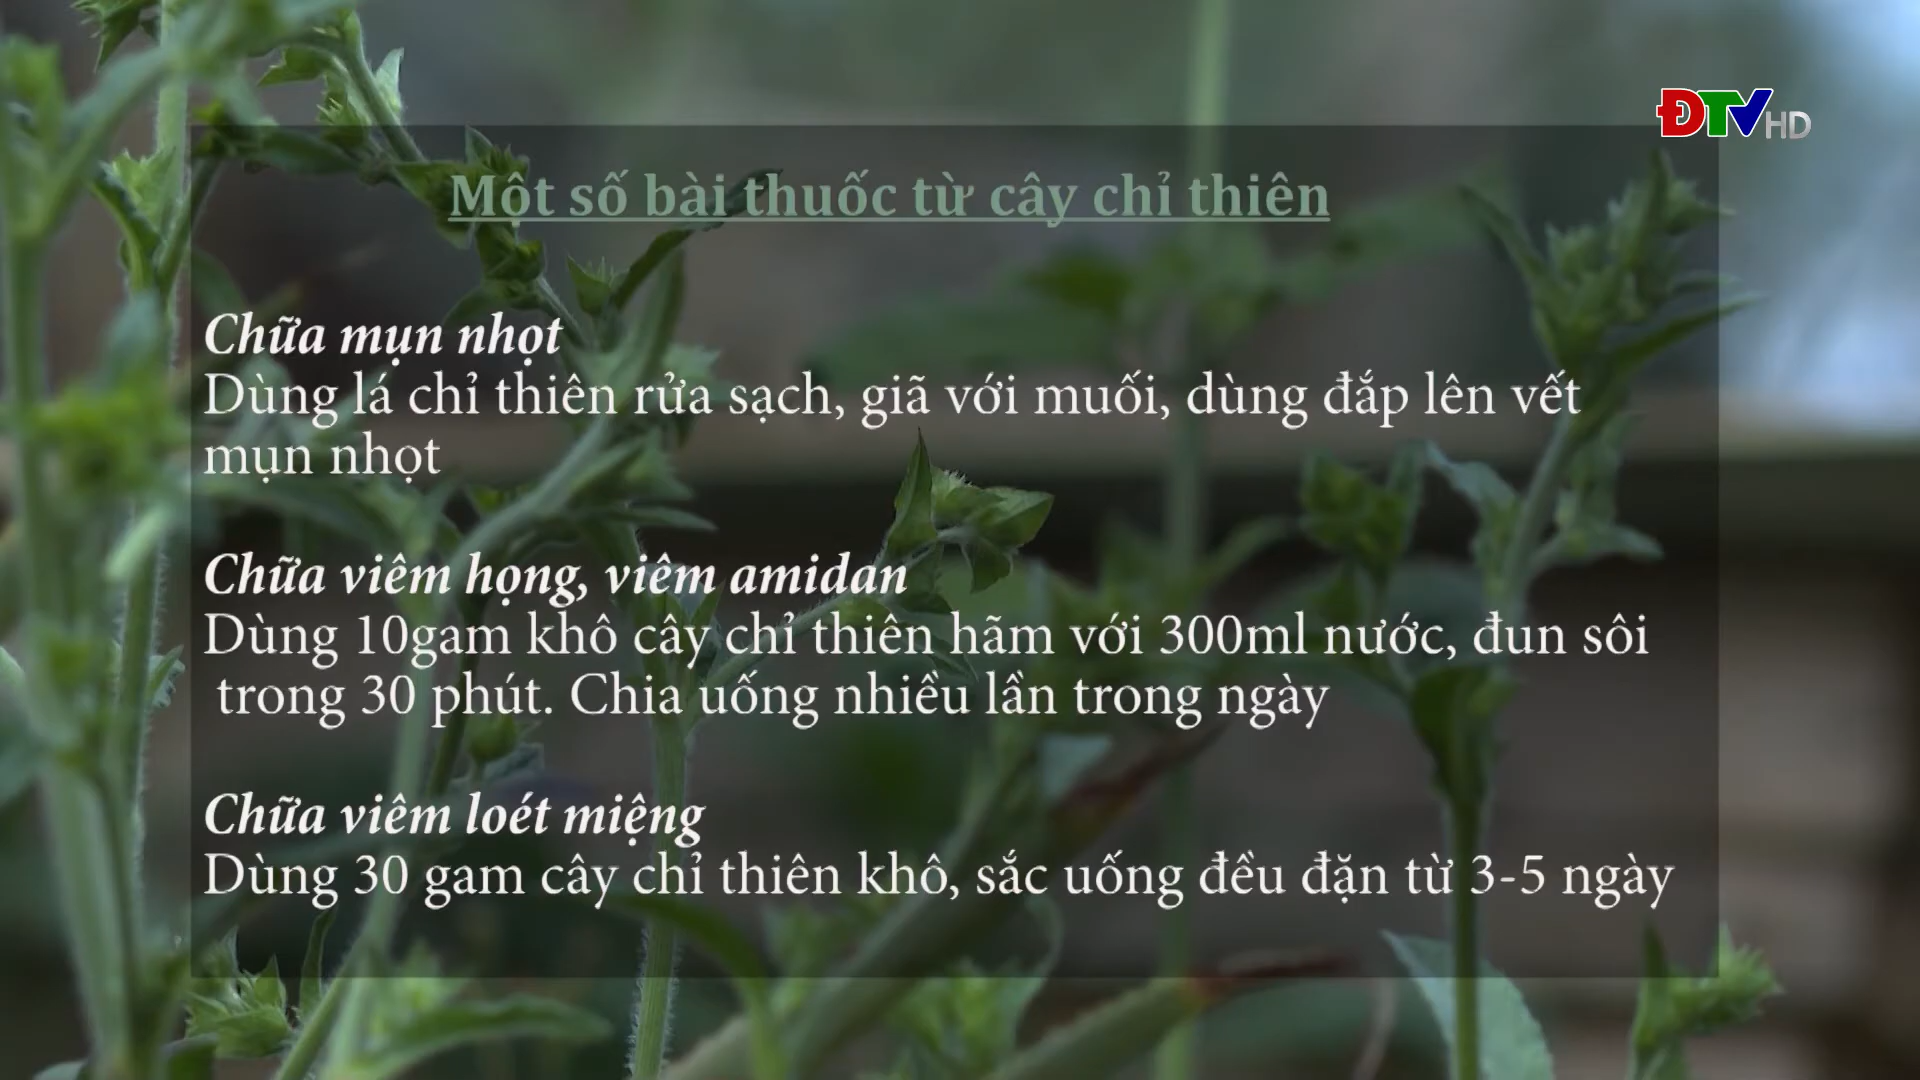 ĐTV HD
Một số bài thuốc từ cây chỉ thiên
Chữa mụn nhọt
Dùng lá chỉ thiên rửa sạch, giã với muối, dùng đắp lên vết
mụn nhọt
Chữa viêm họng, viêm amidan
Dùng 10gam khô cây chỉ thiên hãm với 300ml nước, đun sôi
trong 30 phút. Chia uống nhiều lần trong ngày
Chữa viêm loét miệng
Dùng 30 gam cây chỉ thiên khô, sắc uống đều đặn từ 3-5 ngày